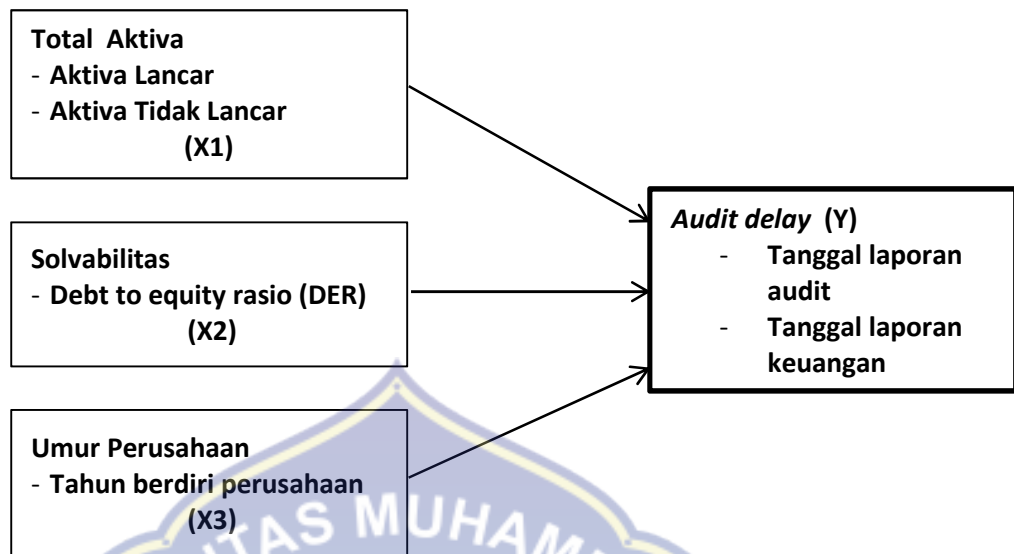 Total Aktiva
- Aktiva Lancar
- Aktiva Tidak Lancar
(X1)
Solvabilitas
- Debt to equity rasio (DER)
(X2)
Umur Perusahaan
- Tahun berdiri perusahaan
(X3)
Audit delay (Y)
- Tanggal laporan
audit
- Tanggal laporan
keuangan